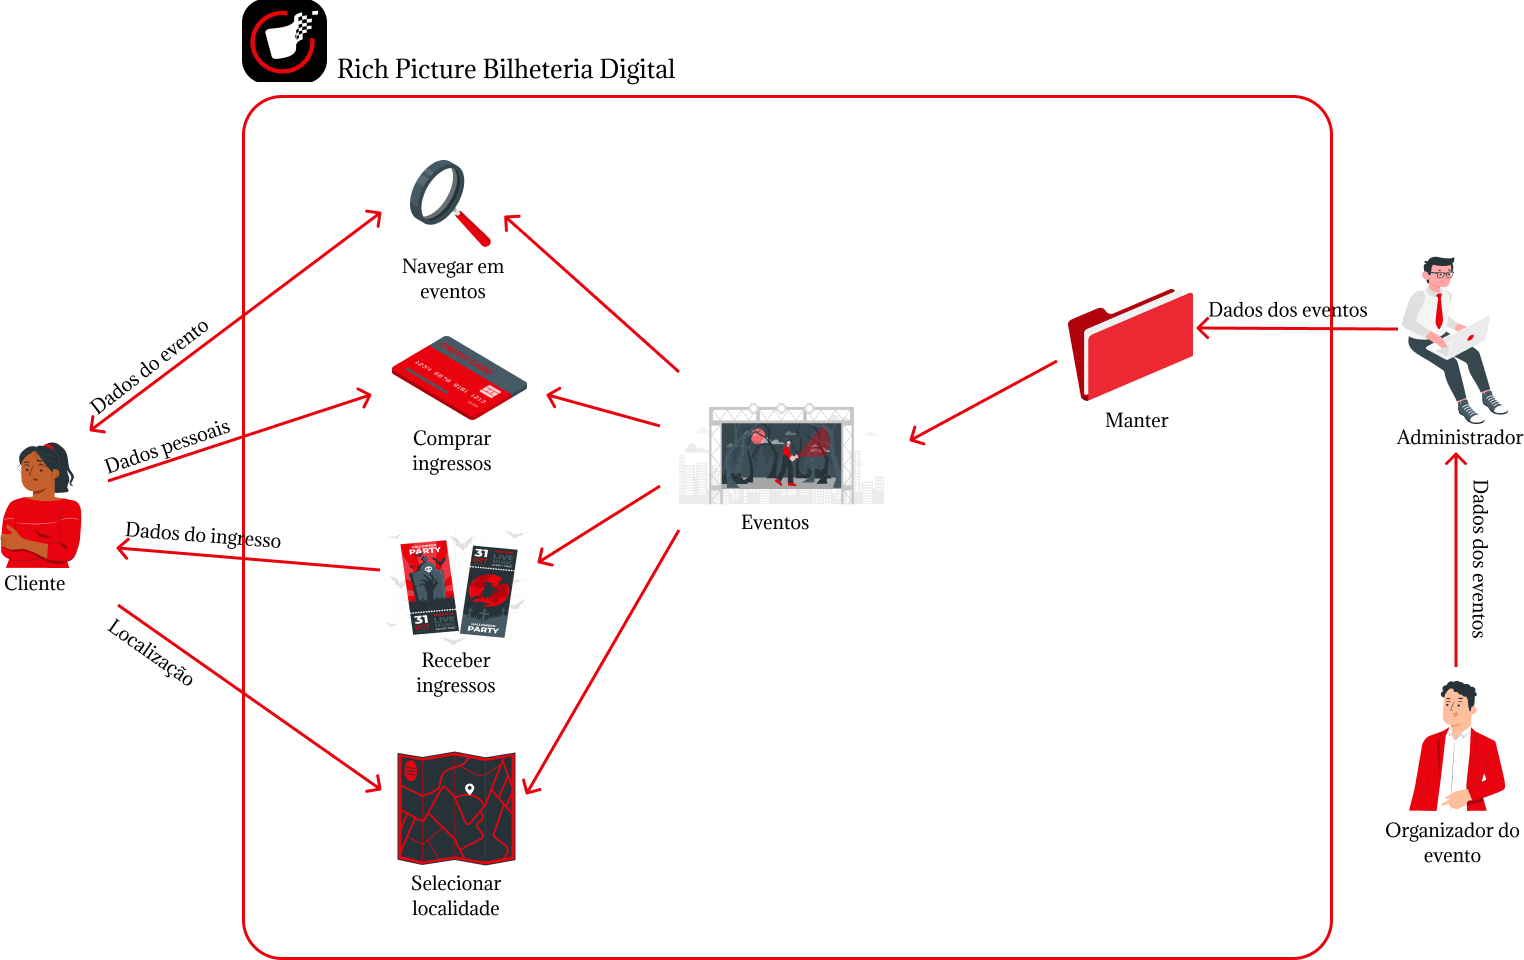 Rich Picture Bilheteria Digital
Navegar em
eventos
Dados do evento
Dados dos eventos
Comprar
ingressos
Dados pessoais
Manter
Administrador
Eventos
Dados do ingresso
HALLOWEEN
PARTY
31
LIVE
31
LIVE
HALLOWEEN
PARTY
Dados dos eventos
Cliente
Localização
Receber
ingressos
Organizador do
evento
Selecionar
localidade